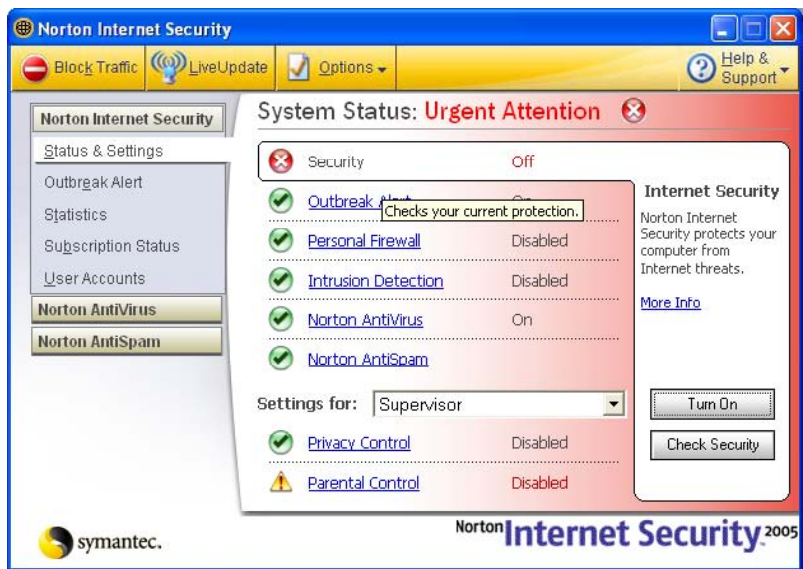 Norton Internet Security
Block Traffic LiveUpdate Options Help & Support
Norton Internet Security
Status & Settings
Outbreak Alert
Statistics
Subscription Status
User Accounts
Norton AntiVirus
Norton AntiSpam
System Status: Urgent Attention
Security Off
Outbreak
Checks your current protection.
Personal Firewall Disabled
Intrusion Detection Disabled
Norton AntiVirus On
Norton AntiSpam
Settings for: Supervisor
Privacy Control Disabled
Parental Control Disabled
Internet Security
Norton Internet
Security protects your
computer from
Internet threats.
More Info
Turn On
Check Security
symantec.
Norton Internet Security 2005